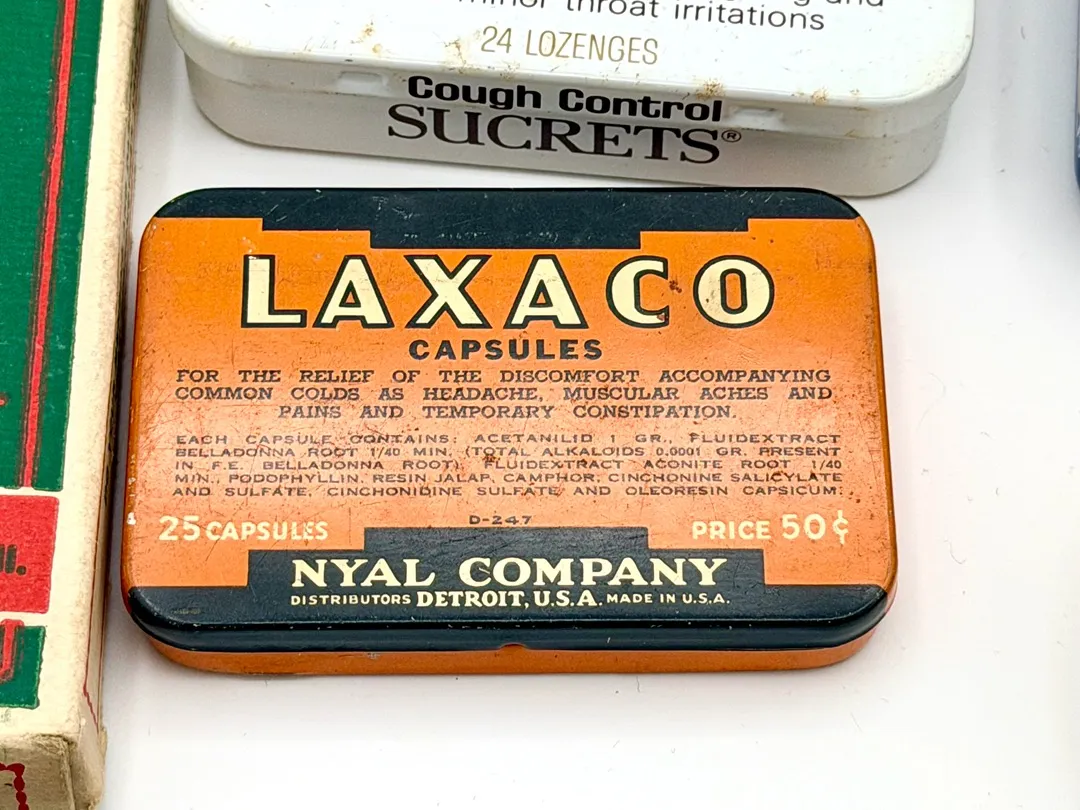 minor throat irritations
24 LOZENGES
Cough Control
SUCRETS®
LAXACO
CAPSULES
FOR THE RELIEF OF THE DISCOMFORT ACCOMPANYING
COMMON COLDS AS HEADACHE, MUSCULAR ACHES AND
PAINS AND TEMPORARY CONSTIPATION.
EACH CAPSULE CONTAINS: ACETANILID 1 GR., FLUIDEXTRACT
BELLADONNA ROOT 1/40 MIN. (TOTAL ALKALOIDS 0.0001 GR. PRESENT
IN F.E. BELLADONNA ROOT), FLUIDEXTRACT ACONITE ROOT 1/40
MIN., PODOPHYLLIN, RESIN JALAP, CAMPHOR, CINCHONINE SALICYLATE
AND SULFATE, CINCHONIDINE SULFATE AND OLEORESIN CAPSICUM.
D-247
25 CAPSULES PRICE 50¢
NYAL COMPANY
DISTRIBUTORS DETROIT, U.S.A. MADE IN U.S.A.